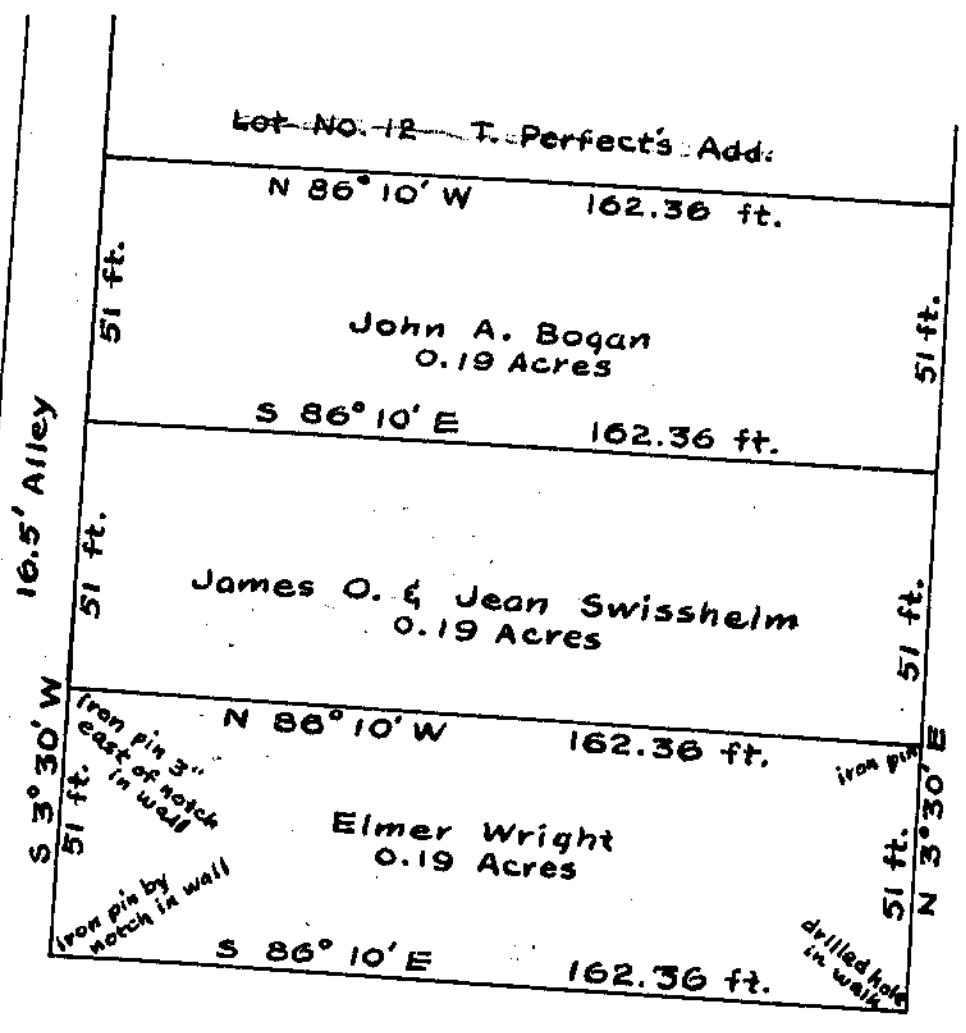 Lot No. 12 T. Perfect's Add.
N 86° 10' W 162.36 ft.
51 ft.
John A. Bogan
0.19 Acres
51 ft.
S 86° 10' E 162.36 ft.
16.5' Alley
51 ft.
James O. & Jean Swisshelm
0.19 Acres
51 ft.
N 86° 10' W 162.36 ft.
S 3° 30' W
51 ft.
Iron pin 3"
east of notch
in wall
iron pin
Elmer Wright
0.19 Acres
51 ft.
N 3° 30' E
Iron pin by
notch in wall
drilled hole
in walk
S 86° 10' E 162.36 ft.